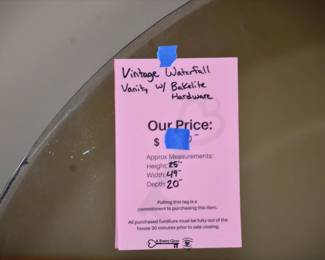 Vintage Waterfall
Vanity w/ Bakelite
Hardware
Our Price:
$
Approx Measurements:
Height: 25"
Width: 49"
Depth: 20"
Pulling this tag is a
commitment to purchasing this item.
All purchased furniture must be fully out of the
house 30 minutes prior to sale closing.